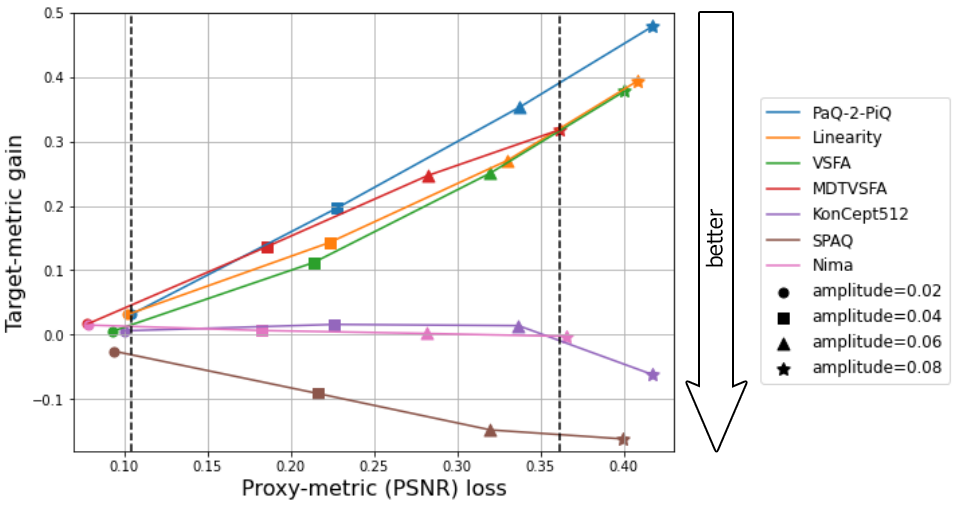 0.5
0.4
0.3
0.2
0.1
0.0
−0.1
Target-metric gain
0.10
0.15
0.20
0.25
0.30
0.35
0.40
Proxy-metric (PSNR) loss
better
PaQ-2-PiQ
Linearity
VSFA
MDTVSFA
KonCept512
SPAQ
Nima
amplitude=0.02
amplitude=0.04
amplitude=0.06
amplitude=0.08